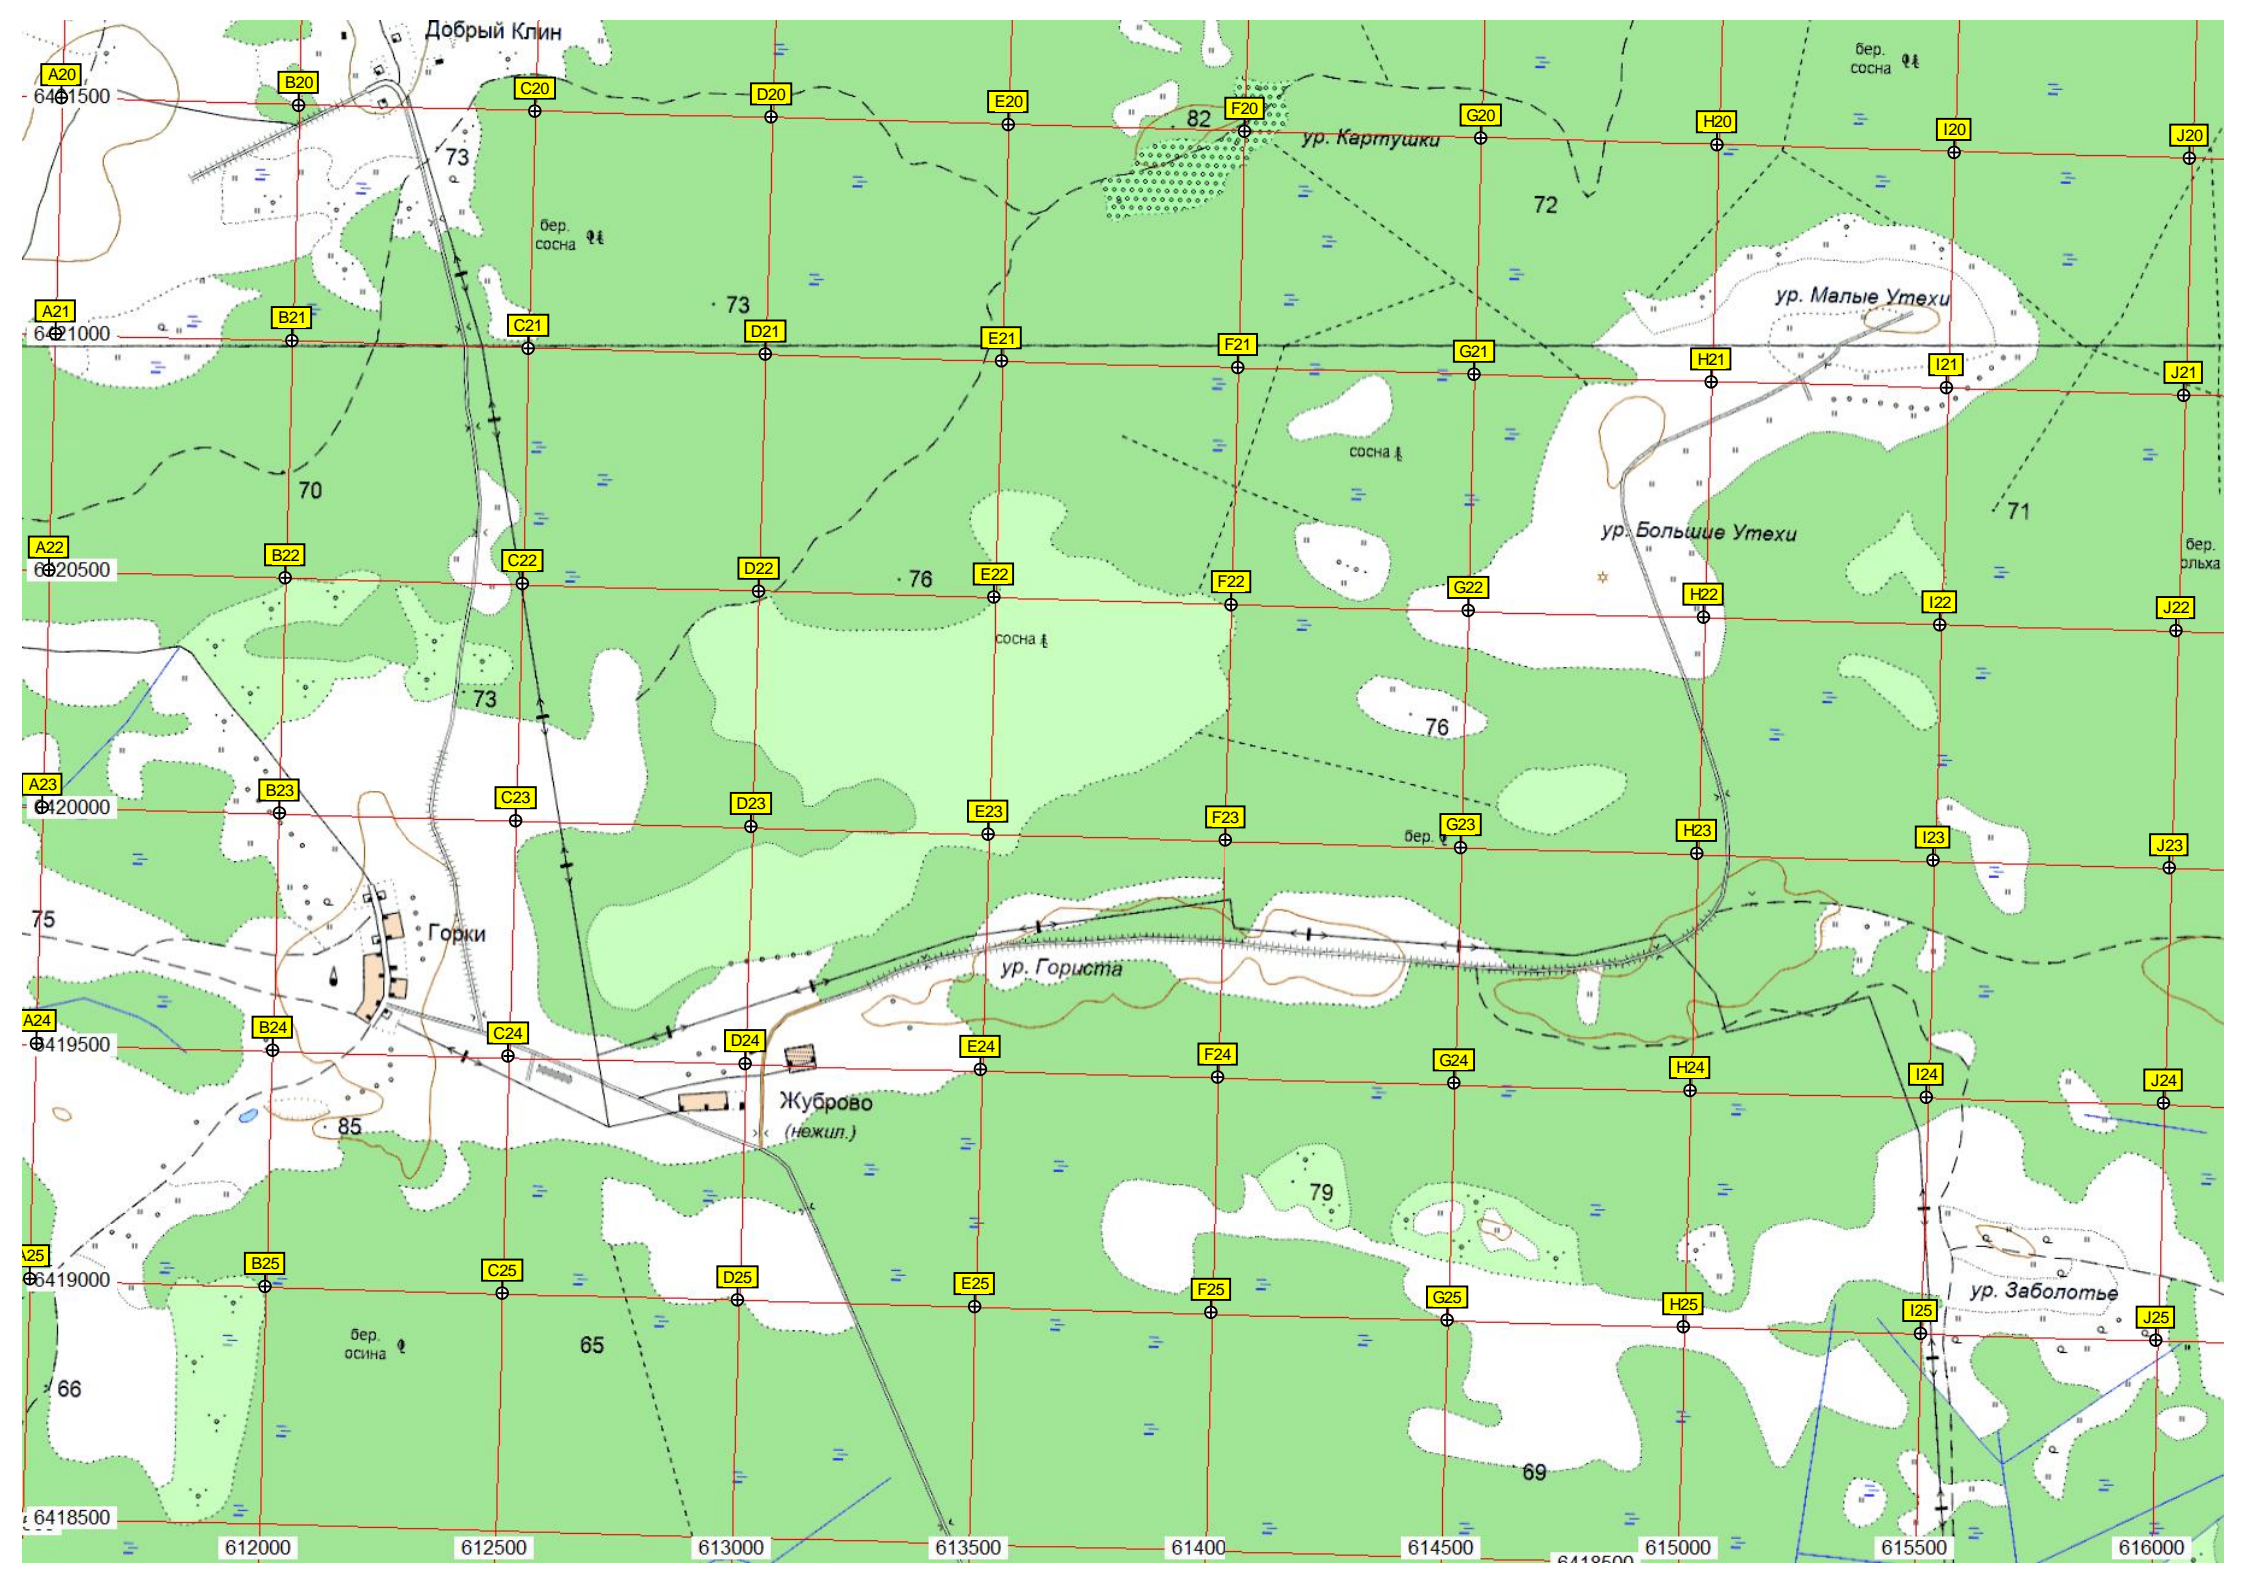 Добрый Клин
бер.
сосна
A20
B20
C20
D20
E20
F20
G20
H20
I20
J20
82
ур. Картушки
73
72
бер.
сосна
73
ур. Малые Утехи
A21
B21
C21
D21
E21
F21
G21
H21
I21
J21
6421000
сосна
70
71
ур. Большие Утехи
бер.
ольха
A22
B22
C22
D22
E22
F22
G22
H22
I22
J22
76
сосна
73
76
A23
B23
C23
D23
E23
F23
G23
H23
I23
J23
6420000
бер.
75
Горки
ур. Гориста
A24
B24
C24
D24
E24
F24
G24
H24
I24
J24
6419500
Жуброво
(нежил.)
85
79
A25
B25
C25
D25
E25
F25
G25
H25
I25
J25
6419000
ур. Заболотье
бер.
осина
65
66
69
6418500
612000
612500
613000
613500
61400
614500
6418500
615000
615500
616000